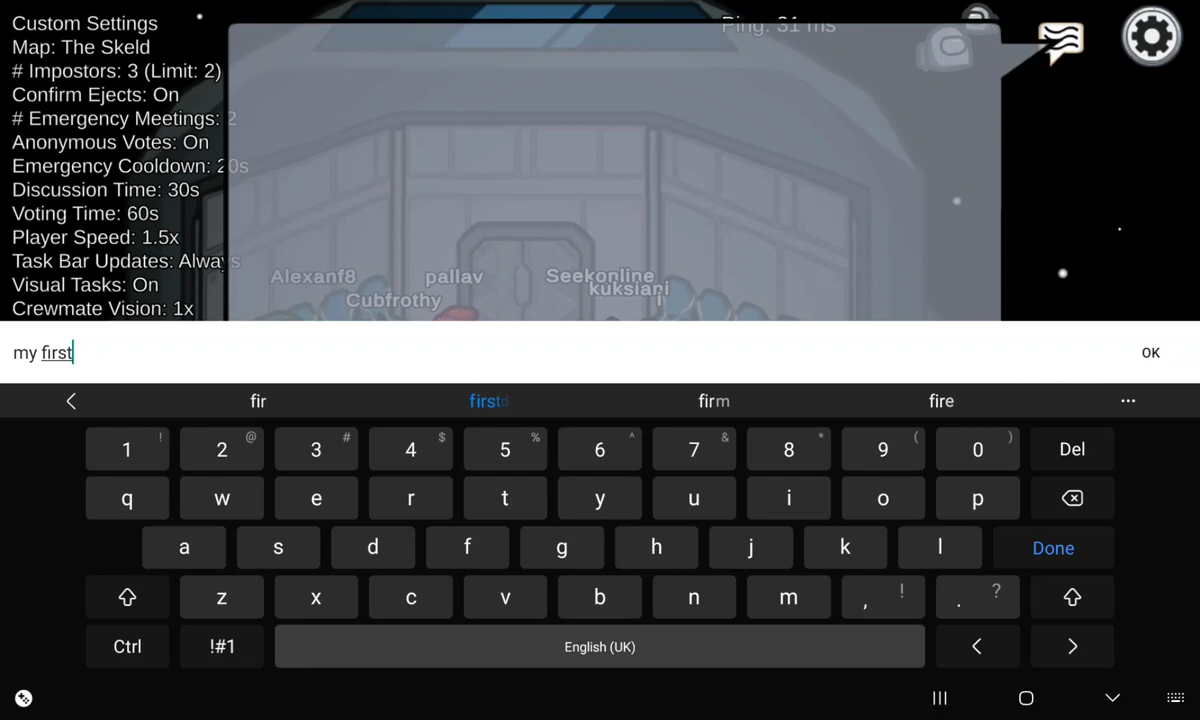 Custom Settings
Map: The Skeld
# Impostors: 3 (Limit: 2)
Confirm Ejects: On
# Emergency Meetings: 2
Anonymous Votes: On
Emergency Cooldown: 20s
Discussion Time: 30s
Voting Time: 60s
Player Speed: 1.5x
Task Bar Updates: Always
Visual Tasks: On
Crewmate Vision: 1x
Ping: 31 ms
Alexanf8 pallav Seekonline
Cubfrothy kuksiani
my first
OK
fir first firm fire
1 ! 2 @ 3 # 4 $ 5 % 6 ^ 7 & 8 * 9 ( 0 ) Del
q w e r t y u i o p
a s d f g h j k l Done
z x c v b n m , ! . ?
Ctrl !#1 English (UK) < >